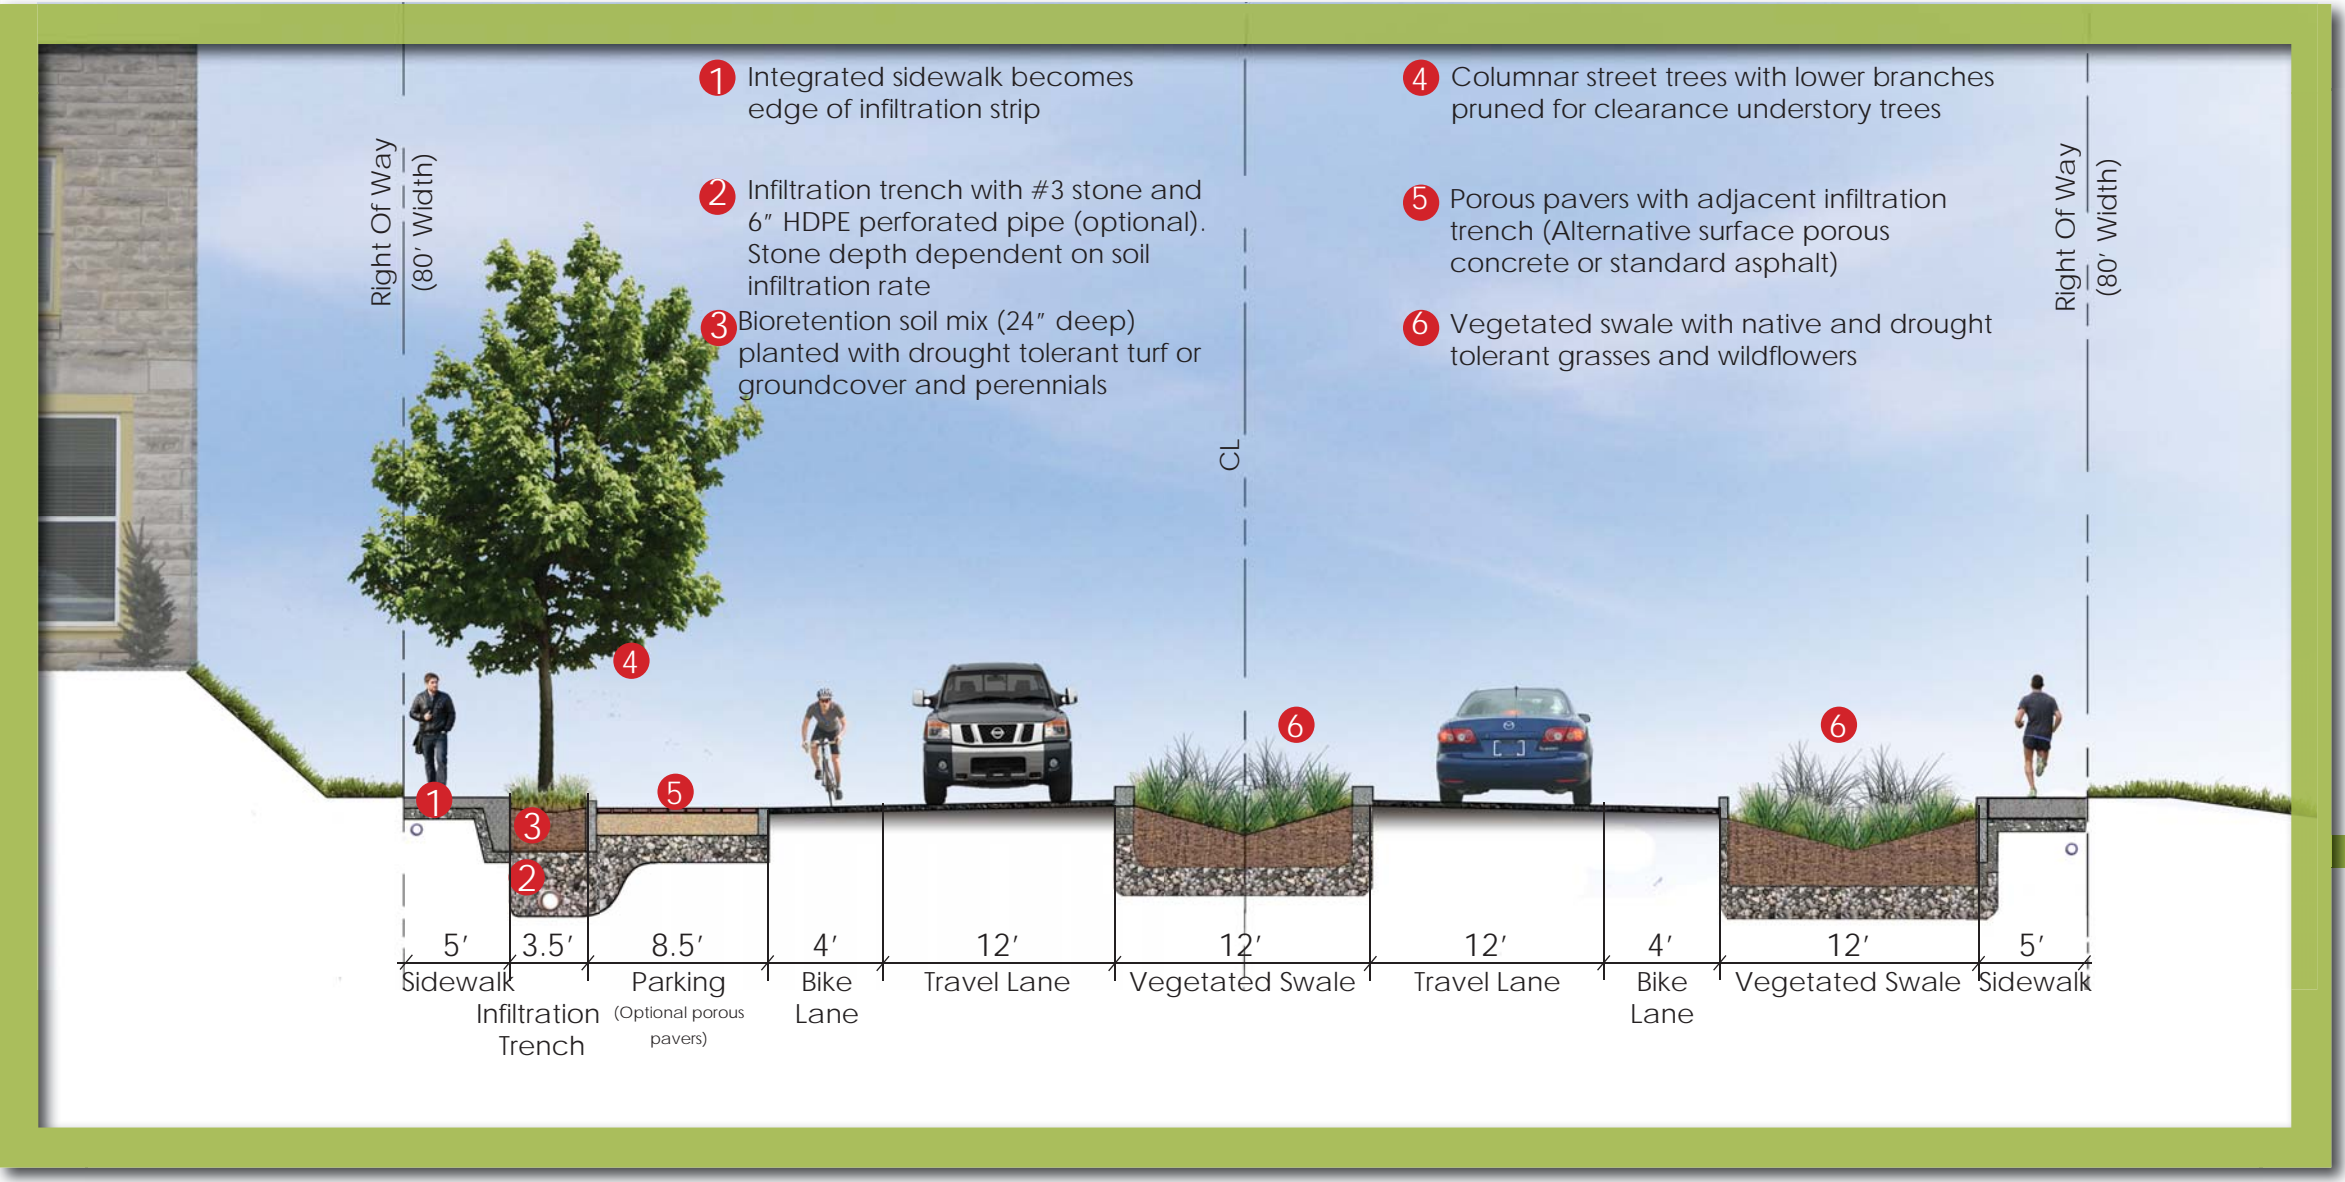 1 Integrated sidewalk becomes
edge of infiltration strip
2 Infiltration trench with #3 stone and
6" HDPE perforated pipe (optional).
Stone depth dependent on soil
infiltration rate
3 Bioretention soil mix (24" deep)
planted with drought tolerant turf or
groundcover and perennials
4 Columnar street trees with lower branches
pruned for clearance understory trees
5 Porous pavers with adjacent infiltration
trench (Alternative surface porous
concrete or standard asphalt)
6 Vegetated swale with native and drought
tolerant grasses and wildflowers
Right Of Way
(80' Width)
CL
Right Of Way
(80' Width)
4
6
6
1
5
3
2
5' 3.5' 8.5' 4' 12' 12' 12' 4' 12' 5'
Sidewalk Parking Bike Travel Lane Vegetated Swale Travel Lane Bike Vegetated Swale Sidewalk
Infiltration (Optional porous Lane Lane
Trench pavers)